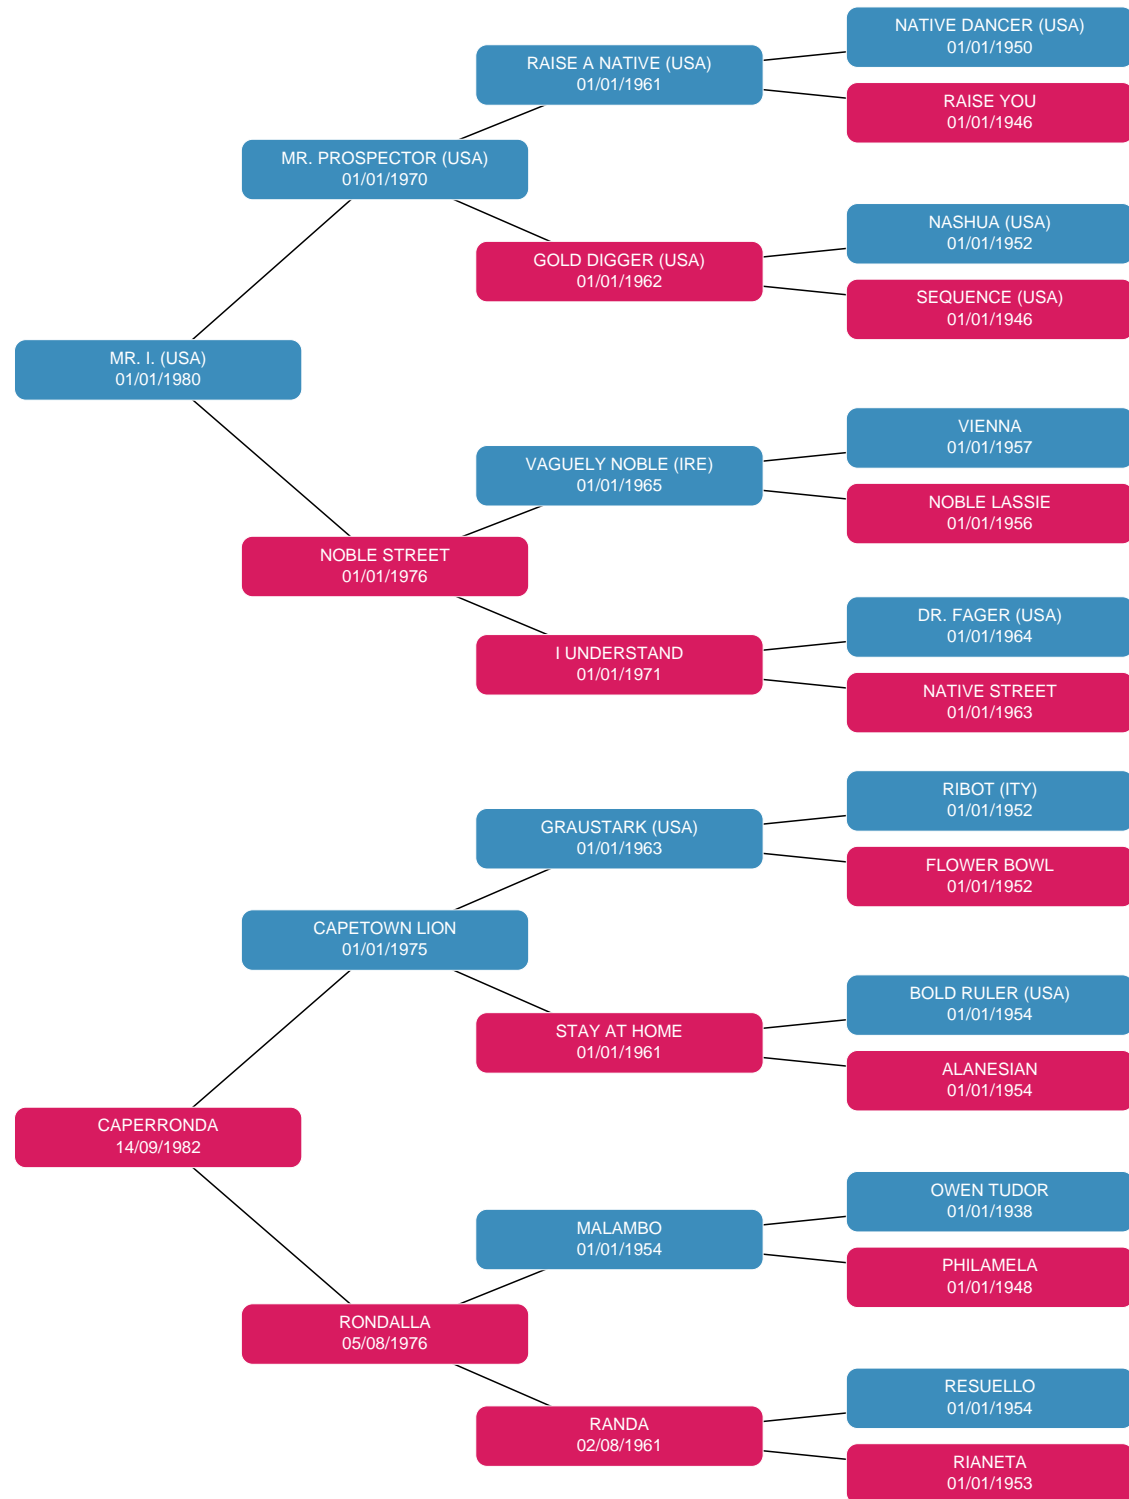 NATIVE DANCER (USA)
01/01/1950
RAISE A NATIVE (USA)
01/01/1961
RAISE YOU
01/01/1946
MR. PROSPECTOR (USA)
01/01/1970
NASHUA (USA)
01/01/1952
GOLD DIGGER (USA)
01/01/1962
SEQUENCE (USA)
01/01/1946
MR. I. (USA)
01/01/1980
VIENNA
01/01/1957
VAGUELY NOBLE (IRE)
01/01/1965
NOBLE LASSIE
01/01/1956
NOBLE STREET
01/01/1976
DR. FAGER (USA)
01/01/1964
I UNDERSTAND
01/01/1971
NATIVE STREET
01/01/1963
RIBOT (ITY)
01/01/1952
GRAUSTARK (USA)
01/01/1963
FLOWER BOWL
01/01/1952
CAPETOWN LION
01/01/1975
BOLD RULER (USA)
01/01/1954
STAY AT HOME
01/01/1961
ALANESIAN
01/01/1954
CAPERRONDA
14/09/1982
OWEN TUDOR
01/01/1938
MALAMBO
01/01/1954
PHILAMELA
01/01/1948
RONDALLA
05/08/1976
RESUELLO
01/01/1954
RANDA
02/08/1961
RIANETA
01/01/1953